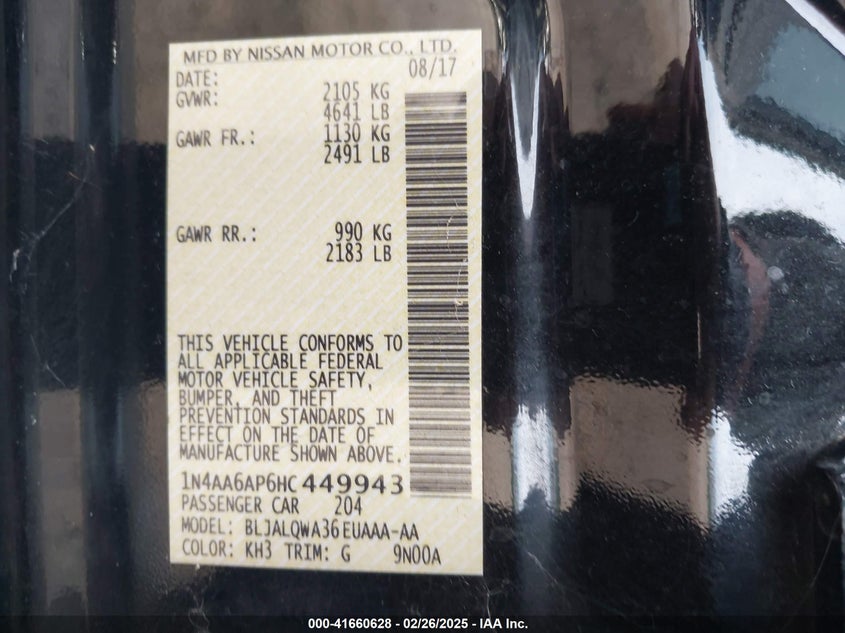 MFD BY NISSAN MOTOR CO., LTD.
DATE: 08/17
GVWR: 2105 KG
4641 LB
GAWR FR.: 1130 KG
2491 LB
GAWR RR.: 990 KG
2183 LB
THIS VEHICLE CONFORMS TO
ALL APPLICABLE FEDERAL
MOTOR VEHICLE SAFETY,
BUMPER, AND THEFT
PREVENTION STANDARDS IN
EFFECT ON THE DATE OF
MANUFACTURE SHOWN ABOVE.
1N4AA6AP6HC 449943
PASSENGER CAR 204
MODEL: BLJALQWA36EUAAA-AA
COLOR: KH3 TRIM: G 9N00A
000-41660628 - 02/26/2025 - IAA Inc.